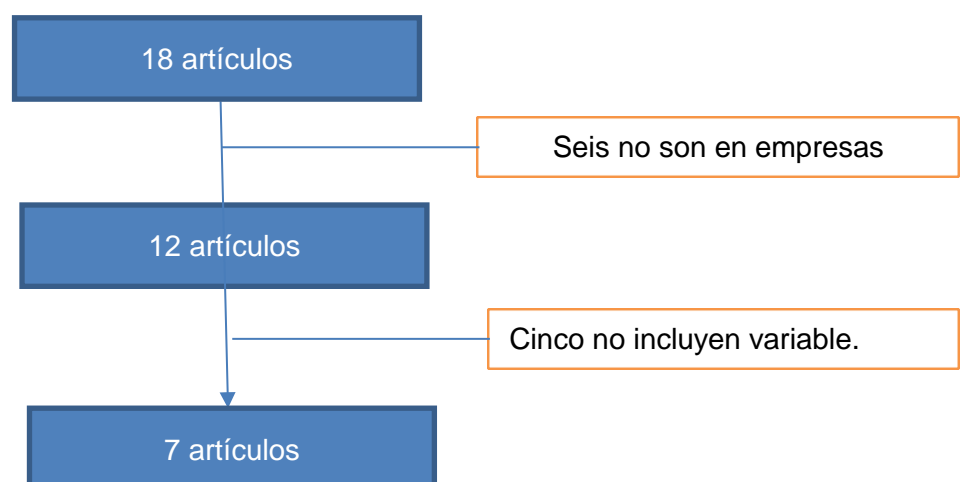 18 artículos
Seis no son en empresas
12 artículos
Cinco no incluyen variable.
7 artículos